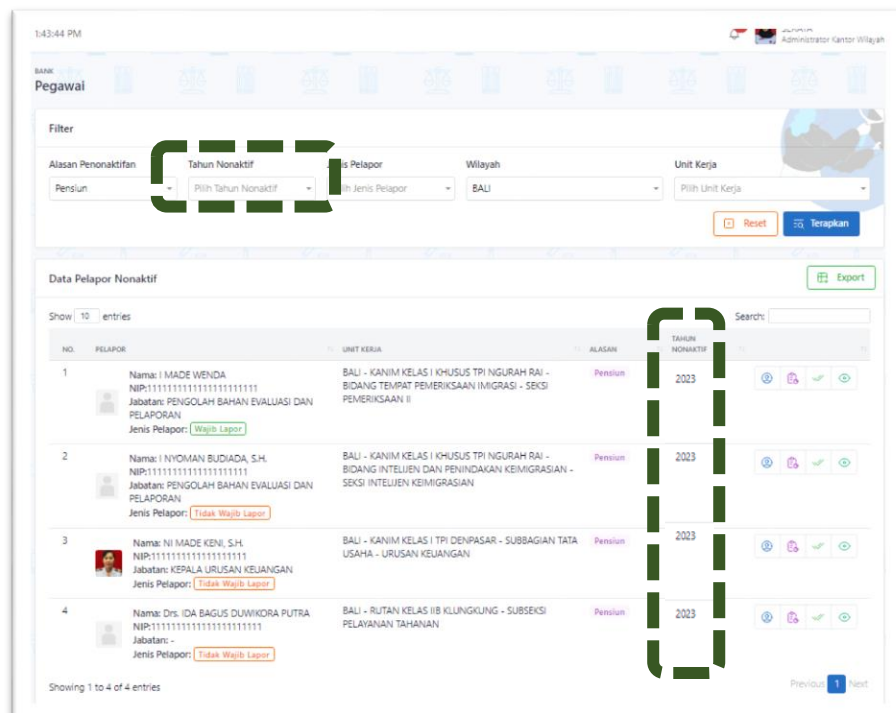 1:43:44 PM
Administrator Kantor Wilayah
BANK
Pegawai
Filter
Alasan Penonaktifan Tahun Nonaktif Jenis Pelapor Wilayah Unit Kerja
Pensiun Pilih Tahun Nonaktif Pilih Jenis Pelapor BALI Pilih Unit Kerja
Reset Terapkan
Data Pelapor Nonaktif Export
Show 10 entries Search:
NO. PELAPOR UNIT KERJA ALASAN TAHUN NONAKTIF
1 Nama: I MADE WENDA
NIP:
Jabatan: PENGOLAH BAHAN EVALUASI DAN
PELAPORAN
Jenis Pelapor: Wajib Lapor
BALI - KANIM KELAS I KHUSUS TPI NGURAH RAI -
BIDANG TEMPAT PEMERIKSAAN IMIGRASI - SEKSI
PEMERIKSAAN II
Pensiun 2023
2 Nama: I NYOMAN BUDIADA, S.H.
NIP:
Jabatan: PENGOLAH BAHAN EVALUASI DAN
PELAPORAN
Jenis Pelapor: Tidak Wajib Lapor
BALI - KANIM KELAS I KHUSUS TPI NGURAH RAI -
BIDANG INTELIJEN DAN PENINDAKAN KEIMIGRASIAN -
SEKSI INTELIJEN KEIMIGRASIAN
Pensiun 2023
3 Nama: NI MADE KENI, S.H.
NIP:
Jabatan: KEPALA URUSAN KEUANGAN
Jenis Pelapor: Tidak Wajib Lapor
BALI - KANIM KELAS I TPI DENPASAR - SUBBAGIAN TATA
USAHA - URUSAN KEUANGAN
Pensiun 2023
4 Nama: Drs. IDA BAGUS DUWIKORA PUTRA
NIP:
Jabatan: -
Jenis Pelapor: Tidak Wajib Lapor
BALI - RUTAN KELAS IIB KLUNGKUNG - SUBSEKSI
PELAYANAN TAHANAN
Pensiun 2023
Showing 1 to 4 of 4 entries Previous 1 Next